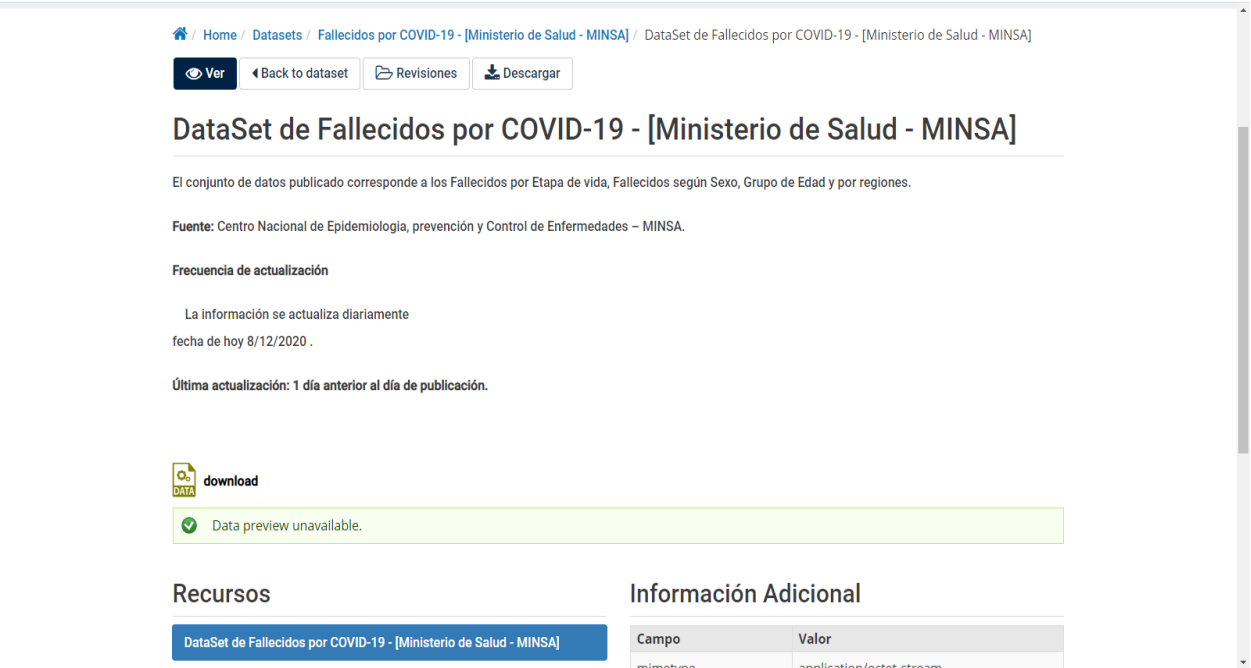 / Home / Datasets / Fallecidos por COVID-19 - [Ministerio de Salud - MINSA] / DataSet de Fallecidos por COVID-19 - [Ministerio de Salud - MINSA]
Ver Back to dataset Revisiones Descargar
DataSet de Fallecidos por COVID-19 - [Ministerio de Salud - MINSA]
El conjunto de datos publicado corresponde a los Fallecidos por Etapa de vida, Fallecidos según Sexo, Grupo de Edad y por regiones.
Fuente: Centro Nacional de Epidemiologia, prevención y Control de Enfermedades – MINSA.
Frecuencia de actualización
La información se actualiza diariamente
fecha de hoy 8/12/2020 .
Última actualización: 1 día anterior al día de publicación.
DATA download
Data preview unavailable.
Recursos
DataSet de Fallecidos por COVID-19 - [Ministerio de Salud - MINSA]
Información Adicional
Campo Valor
mimetype application/octet-stream